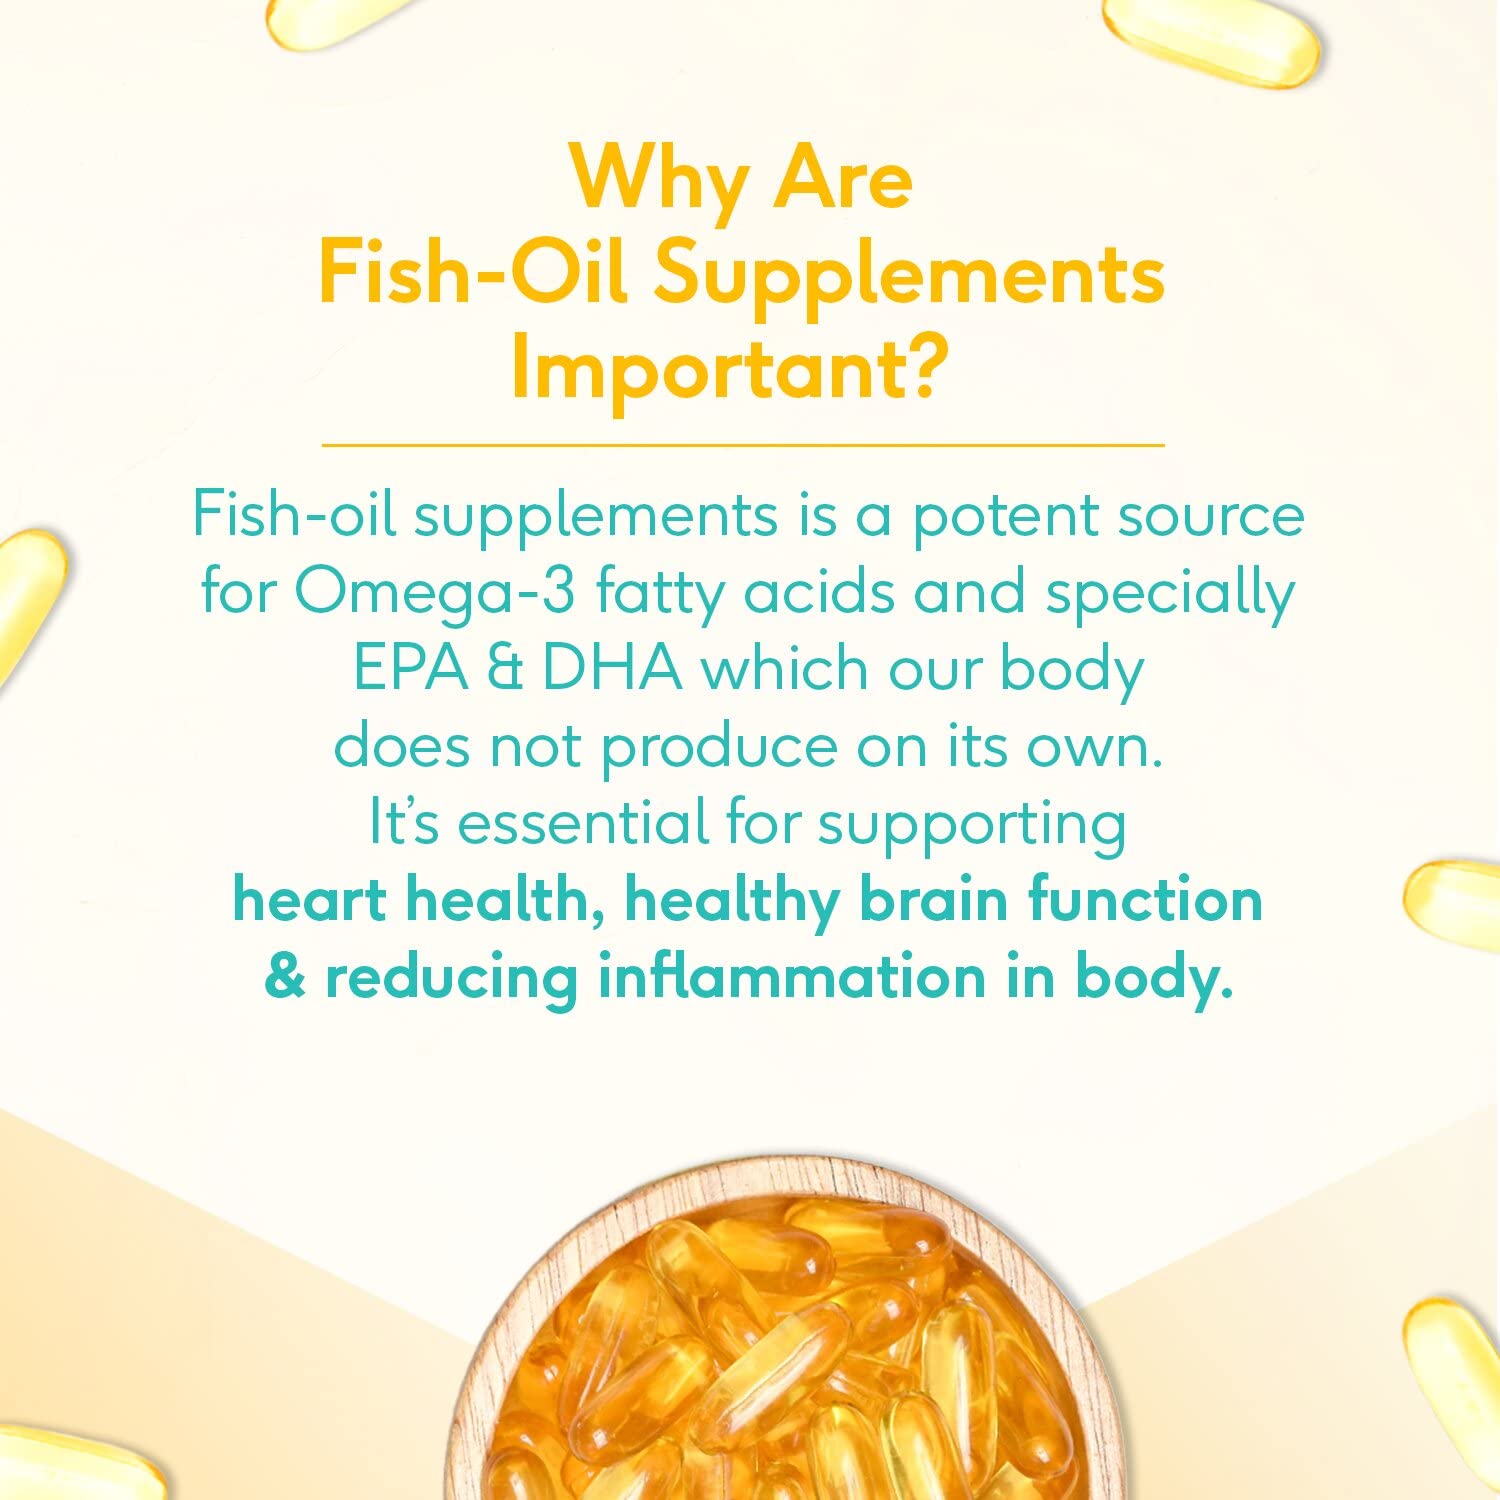 Why Are
Fish-Oil Supplements
Important?
Fish-oil supplements is a potent source
for Omega-3 fatty acids and specially
EPA & DHA which our body
does not produce on its own.
It's essential for supporting
heart health, healthy brain function
& reducing inflammation in body.